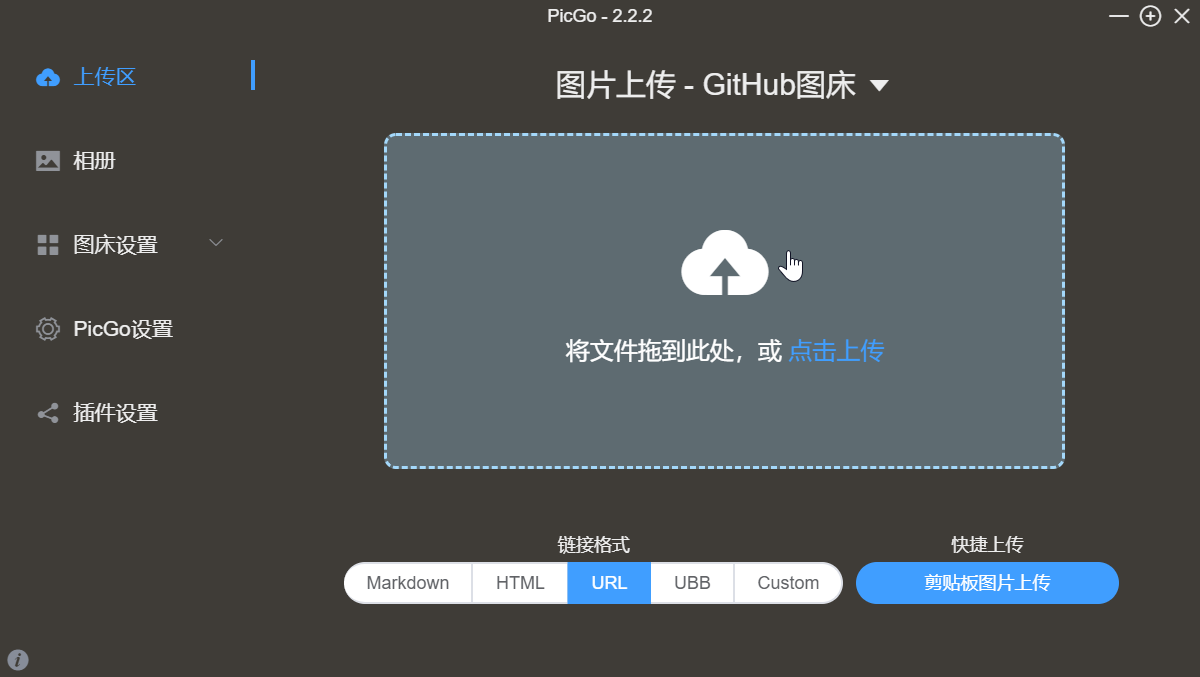 PicGo - 2.2.2
上传区
相册
图床设置
PicGo设置
插件设置
图片上传 - GitHub图床
将文件拖到此处，或 点击上传
链接格式
Markdown HTML URL UBB Custom
快捷上传
剪贴板图片上传